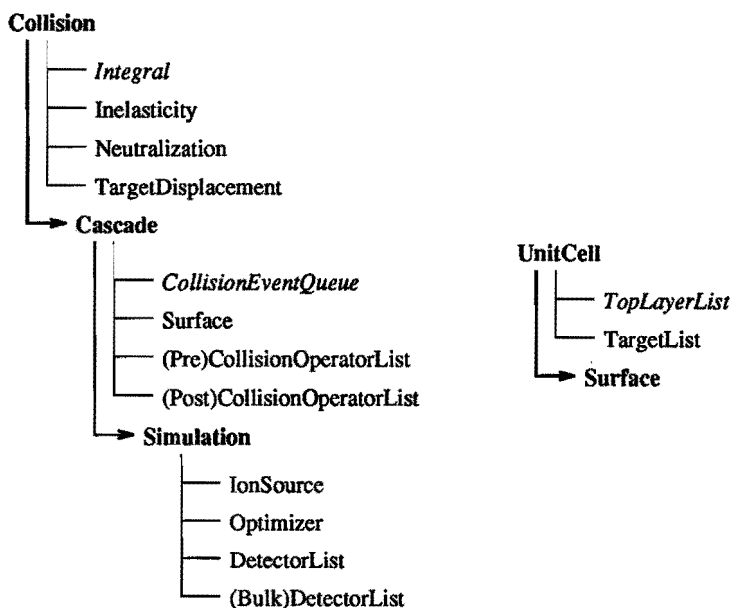 Collision
Integral
Inelasticity
Neutralization
TargetDisplacement
Cascade
CollisionEventQueue
Surface
(Pre)CollisionOperatorList
(Post)CollisionOperatorList
Simulation
IonSource
Optimizer
DetectorList
(Bulk)DetectorList
UnitCell
TopLayerList
TargetList
Surface